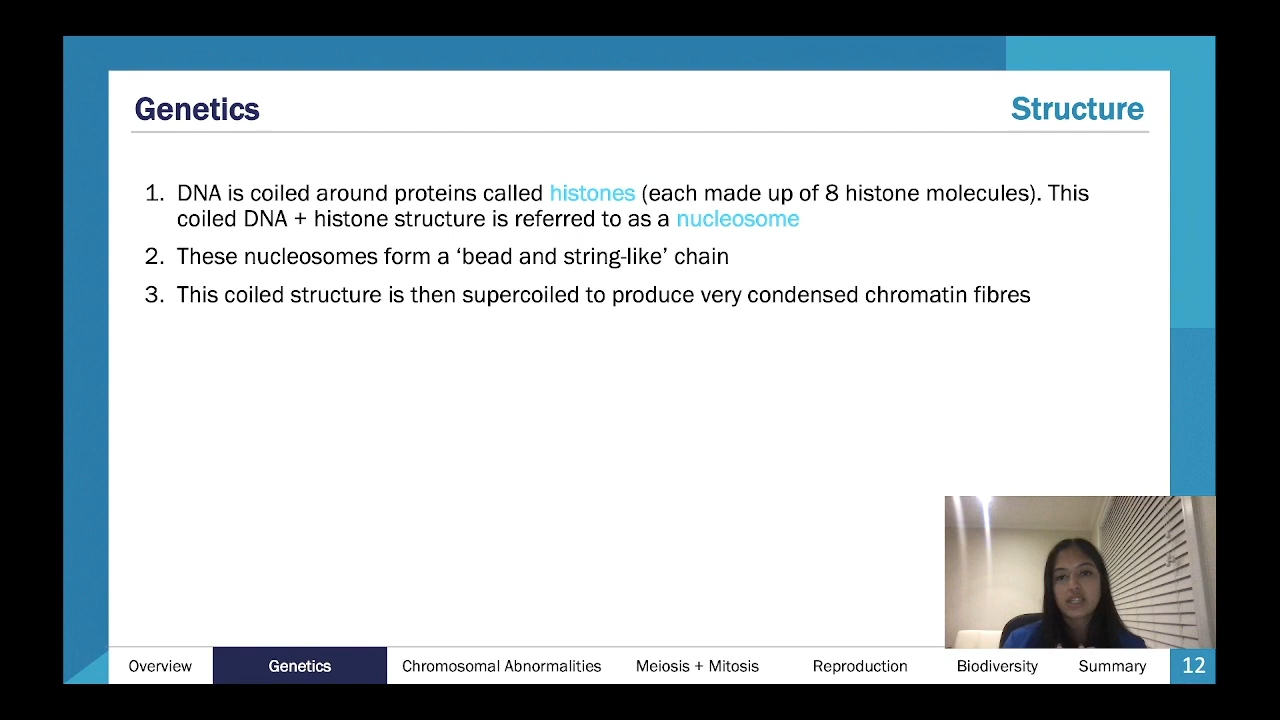 Genetics
Structure
1. DNA is coiled around proteins called histones (each made up of 8 histone molecules). This
coiled DNA + histone structure is referred to as a nucleosome
2. These nucleosomes form a ‘bead and string-like’ chain
3. This coiled structure is then supercoiled to produce very condensed chromatin fibres
Overview Genetics Chromosomal Abnormalities Meiosis + Mitosis Reproduction Biodiversity Summary 12